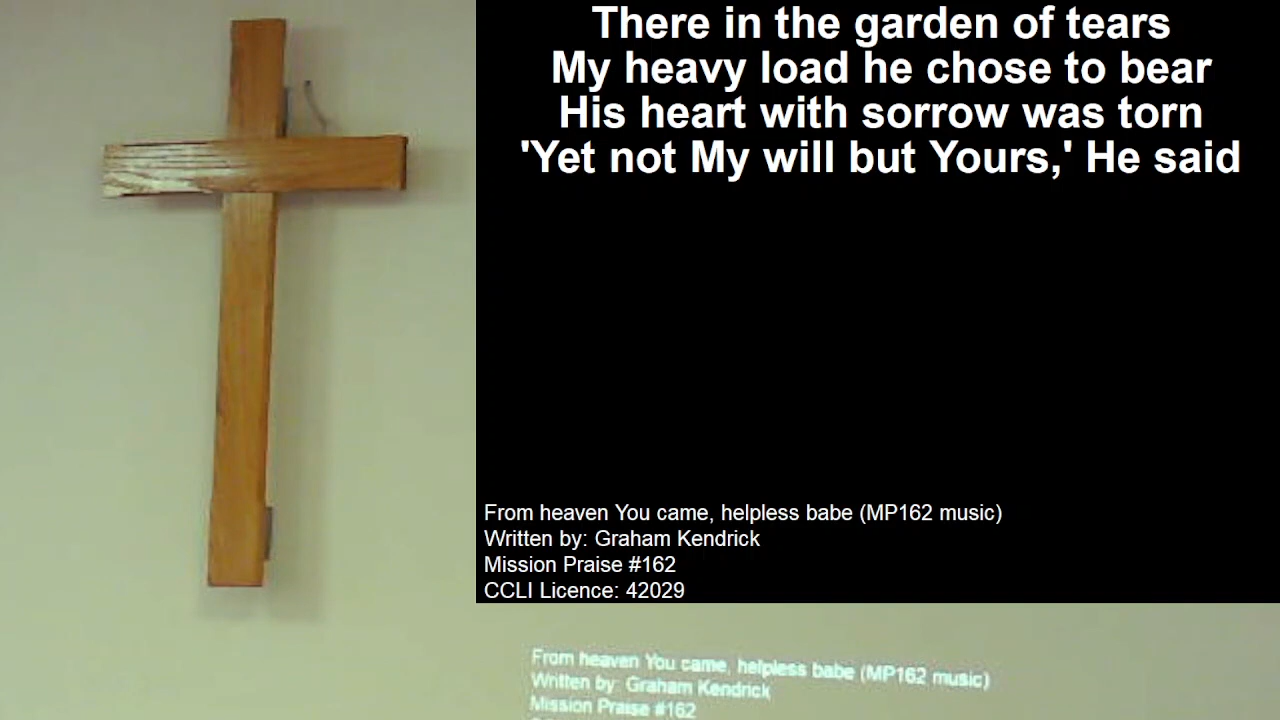 There in the garden of tears
My heavy load he chose to bear
His heart with sorrow was torn
'Yet not My will but Yours,' He said
From heaven You came, helpless babe (MP162 music)
Written by: Graham Kendrick
Mission Praise #162
CCLI Licence: 42029
From heaven You came, helpless babe (MP162 music)
Written by: Graham Kendrick
Mission Praise #162